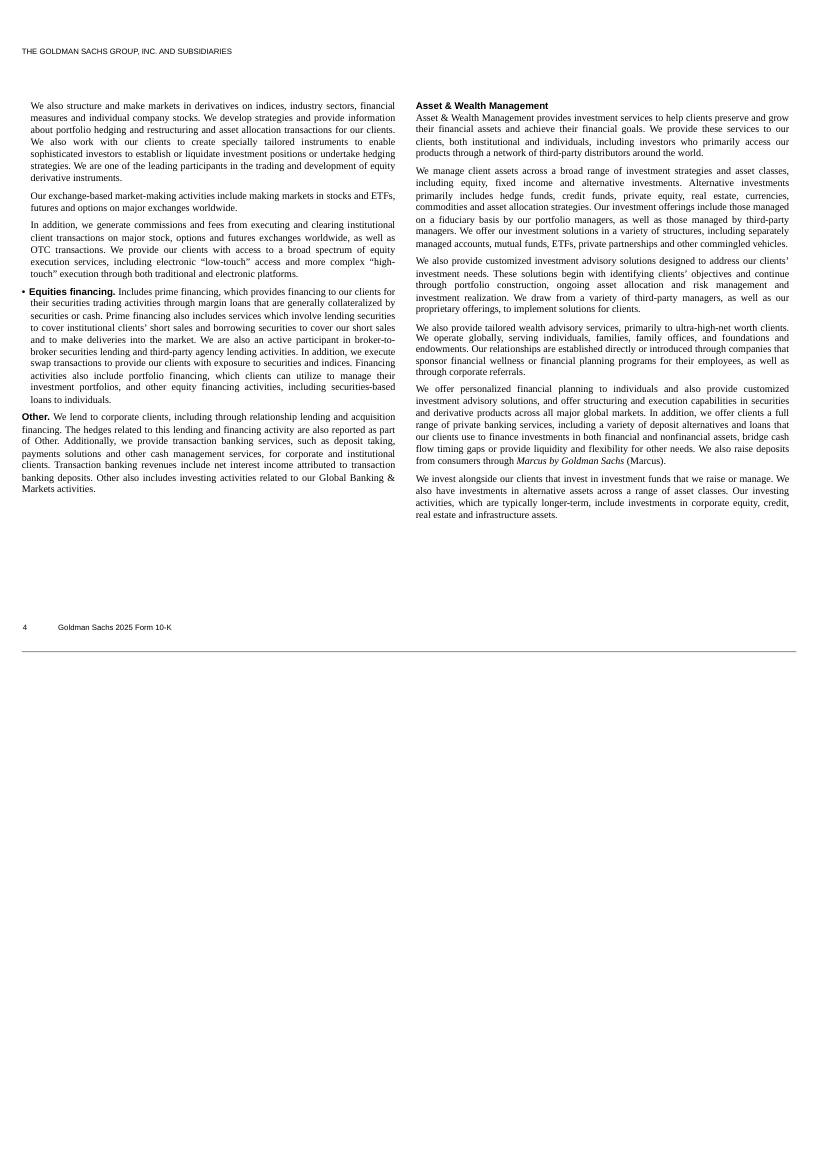 THE GOLDMAN SACHS GROUP, INC. AND SUBSIDIARIES
We also structure and make markets in derivatives on indices, industry sectors, financial
measures and individual company stocks. We develop strategies and provide information
about portfolio hedging and restructuring and asset allocation transactions for our clients.
We also work with our clients to create specially tailored instruments to enable
sophisticated investors to establish or liquidate investment positions or undertake hedging
strategies. We are one of the leading participants in the trading and development of equity
derivative instruments.
Our exchange-based market-making activities include making markets in stocks and ETFs,
futures and options on major exchanges worldwide.
In addition, we generate commissions and fees from executing and clearing institutional
client transactions on major stock, options and futures exchanges worldwide, as well as
OTC transactions. We provide our clients with access to a broad spectrum of equity
execution services, including electronic “low-touch” access and more complex “high-
touch” execution through both traditional and electronic platforms.
• Equities financing. Includes prime financing, which provides financing to our clients for
their securities trading activities through margin loans that are generally collateralized by
securities or cash. Prime financing also includes services which involve lending securities
to cover institutional clients’ short sales and borrowing securities to cover our short sales
and to make deliveries into the market. We are also an active participant in broker-to-
broker securities lending and third-party agency lending activities. In addition, we execute
swap transactions to provide our clients with exposure to securities and indices. Financing
activities also include portfolio financing, which clients can utilize to manage their
investment portfolios, and other equity financing activities, including securities-based
loans to individuals.
Other. We lend to corporate clients, including through relationship lending and acquisition
financing. The hedges related to this lending and financing activity are also reported as part
of Other. Additionally, we provide transaction banking services, such as deposit taking,
payments solutions and other cash management services, for corporate and institutional
clients. Transaction banking revenues include net interest income attributed to transaction
banking deposits. Other also includes investing activities related to our Global Banking &
Markets activities.
Asset & Wealth Management
Asset & Wealth Management provides investment services to help clients preserve and grow
their financial assets and achieve their financial goals. We provide these services to our
clients, both institutional and individuals, including investors who primarily access our
products through a network of third-party distributors around the world.
We manage client assets across a broad range of investment strategies and asset classes,
including equity, fixed income and alternative investments. Alternative investments
primarily includes hedge funds, credit funds, private equity, real estate, currencies,
commodities and asset allocation strategies. Our investment offerings include those managed
on a fiduciary basis by our portfolio managers, as well as those managed by third-party
managers. We offer our investment solutions in a variety of structures, including separately
managed accounts, mutual funds, ETFs, private partnerships and other commingled vehicles.
We also provide customized investment advisory solutions designed to address our clients’
investment needs. These solutions begin with identifying clients’ objectives and continue
through portfolio construction, ongoing asset allocation and risk management and
investment realization. We draw from a variety of third-party managers, as well as our
proprietary offerings, to implement solutions for clients.
We also provide tailored wealth advisory services, primarily to ultra-high-net worth clients.
We operate globally, serving individuals, families, family offices, and foundations and
endowments. Our relationships are established directly or introduced through companies that
sponsor financial wellness or financial planning programs for their employees, as well as
through corporate referrals.
We offer personalized financial planning to individuals and also provide customized
investment advisory solutions, and offer structuring and execution capabilities in securities
and derivative products across all major global markets. In addition, we offer clients a full
range of private banking services, including a variety of deposit alternatives and loans that
our clients use to finance investments in both financial and nonfinancial assets, bridge cash
flow timing gaps or provide liquidity and flexibility for other needs. We also raise deposits
from consumers through Marcus by Goldman Sachs (Marcus).
We invest alongside our clients that invest in investment funds that we raise or manage. We
also have investments in alternative assets across a range of asset classes. Our investing
activities, which are typically longer-term, include investments in corporate equity, credit,
real estate and infrastructure assets.
4 Goldman Sachs 2025 Form 10-K